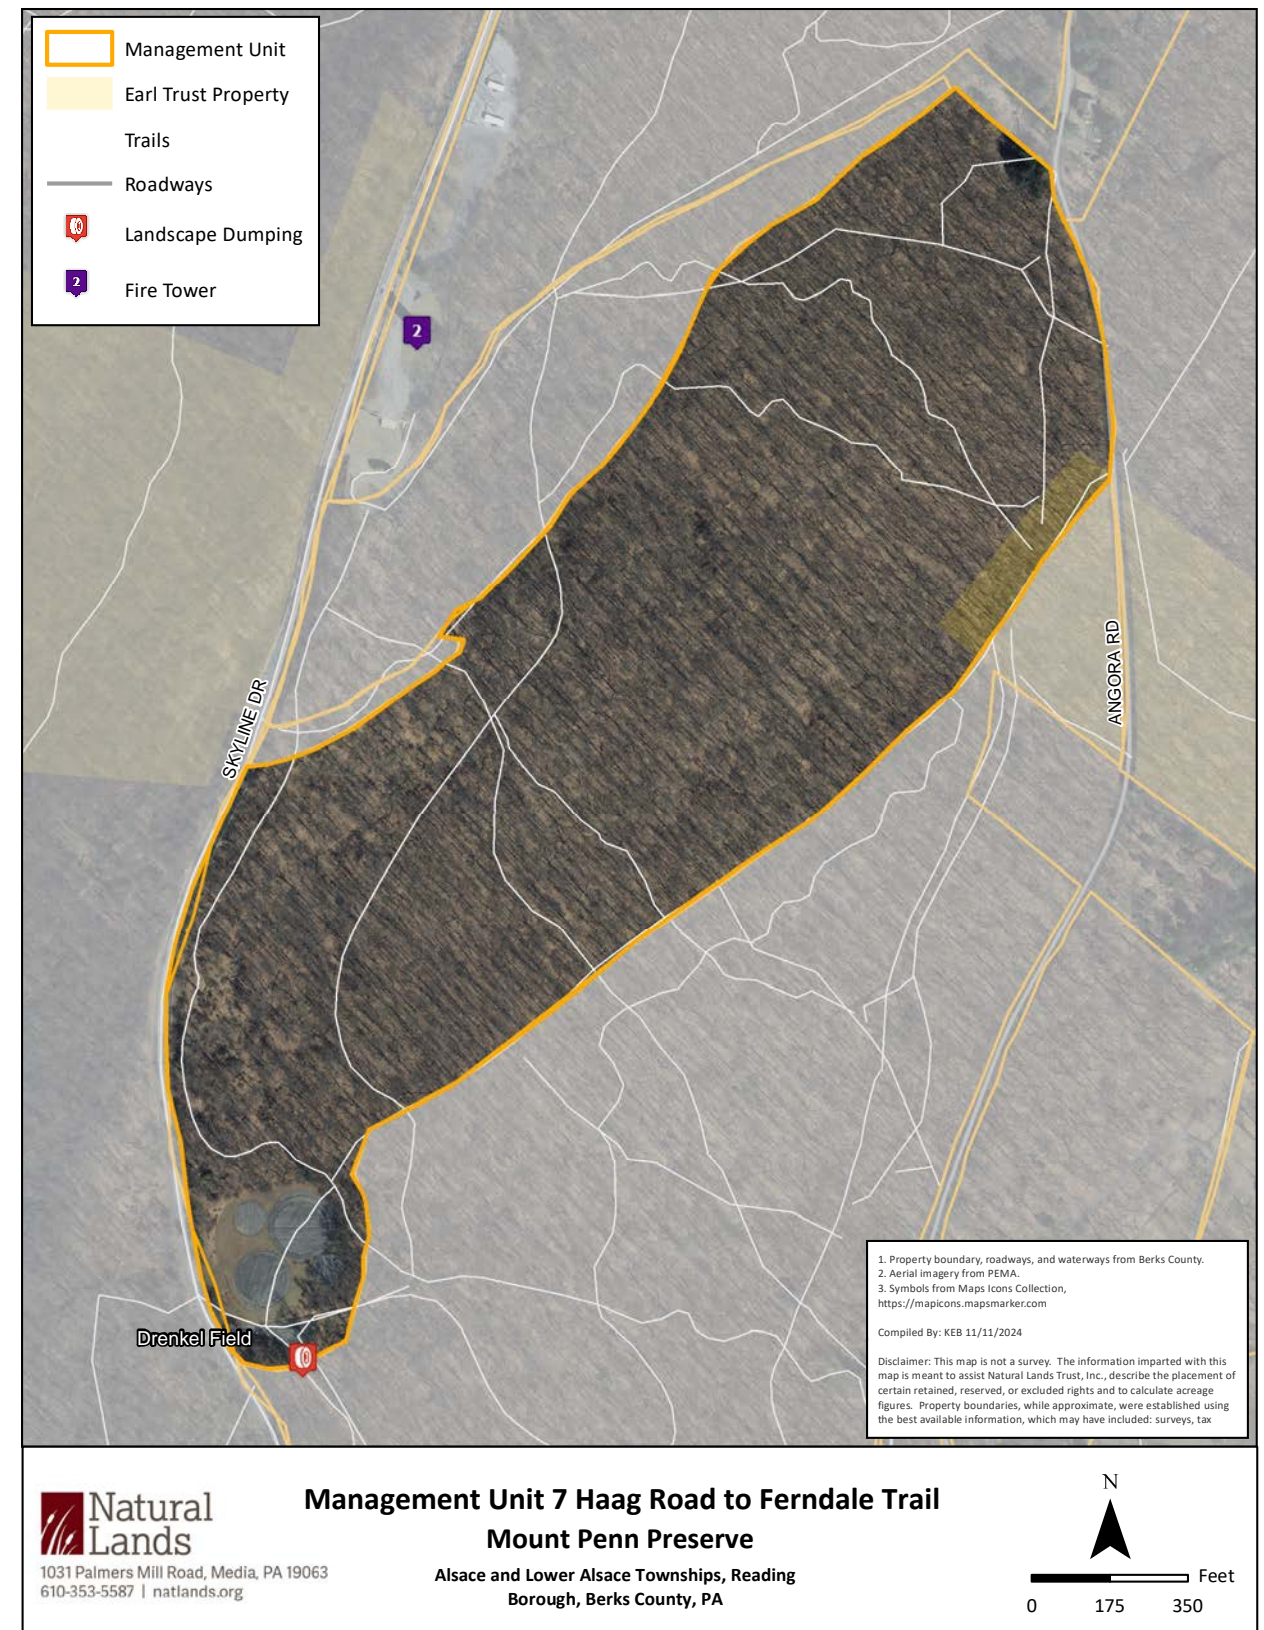 Management Unit
Earl Trust Property
Trails
Roadways
Landscape Dumping
2
Fire Tower
2
SKYLINE DR
ANGORA RD
Drenkel Field
1. Property boundary, roadways, and waterways from Berks County.
2. Aerial imagery from PEMA.
3. Symbols from Maps Icons Collection,
https://mapicons.mapsmarker.com
Compiled By: KEB 11/11/2024
Disclaimer: This map is not a survey. The information imparted with this
map is meant to assist Natural Lands Trust, Inc., describe the placement of
certain retained, reserved, or excluded rights and to calculate acreage
figures. Property boundaries, while approximate, were established using
the best available information, which may have included: surveys, tax
Natural
Lands
1031 Palmers Mill Road, Media, PA 19063
610-353-5587 | natlands.org
Management Unit 7 Haag Road to Ferndale Trail
Mount Penn Preserve
Alsace and Lower Alsace Townships, Reading
Borough, Berks County, PA
N
Feet
0 175 350